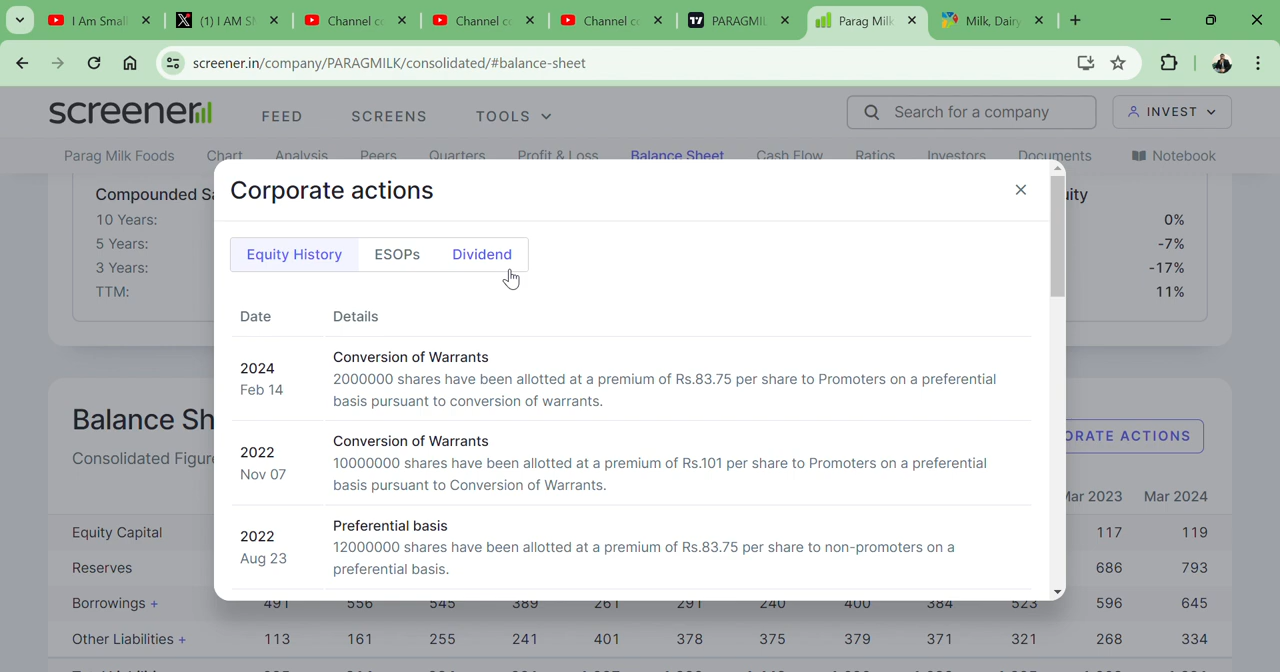 I Am Small
(1) I AM S
Channel c
Channel c
Channel c
PARAGMIL
Parag Milk
Milk, Dairy
screener.in/company/PARAGMILK/consolidated/#balance-sheet
screener
FEED
SCREENS
TOOLS
Search for a company
INVEST
Parag Milk Foods Chart Analysis Peers Quarters Profit & Loss Balance Sheet Cash Flow Ratios Investors Documents Notebook
Corporate actions
Equity History ESOPs Dividend
Date Details
2024
Feb 14
Conversion of Warrants
2000000 shares have been allotted at a premium of Rs.83.75 per share to Promoters on a preferential
basis pursuant to conversion of warrants.
2022
Nov 07
Conversion of Warrants
10000000 shares have been allotted at a premium of Rs.101 per share to Promoters on a preferential
basis pursuant to Conversion of Warrants.
2022
Aug 23
Preferential basis
12000000 shares have been allotted at a premium of Rs.83.75 per share to non-promoters on a
preferential basis.
Compounded Sa
10 Years:
5 Years:
3 Years:
TTM:
ity
0%
-7%
-17%
11%
Balance Sh
Consolidated Figure
ORATE ACTIONS
Mar 2023 Mar 2024
Equity Capital 117 119
Reserves 686 793
Borrowings + 491 556 545 389 261 291 240 400 384 523 596 645
Other Liabilities + 113 161 255 241 401 378 375 379 371 321 268 334